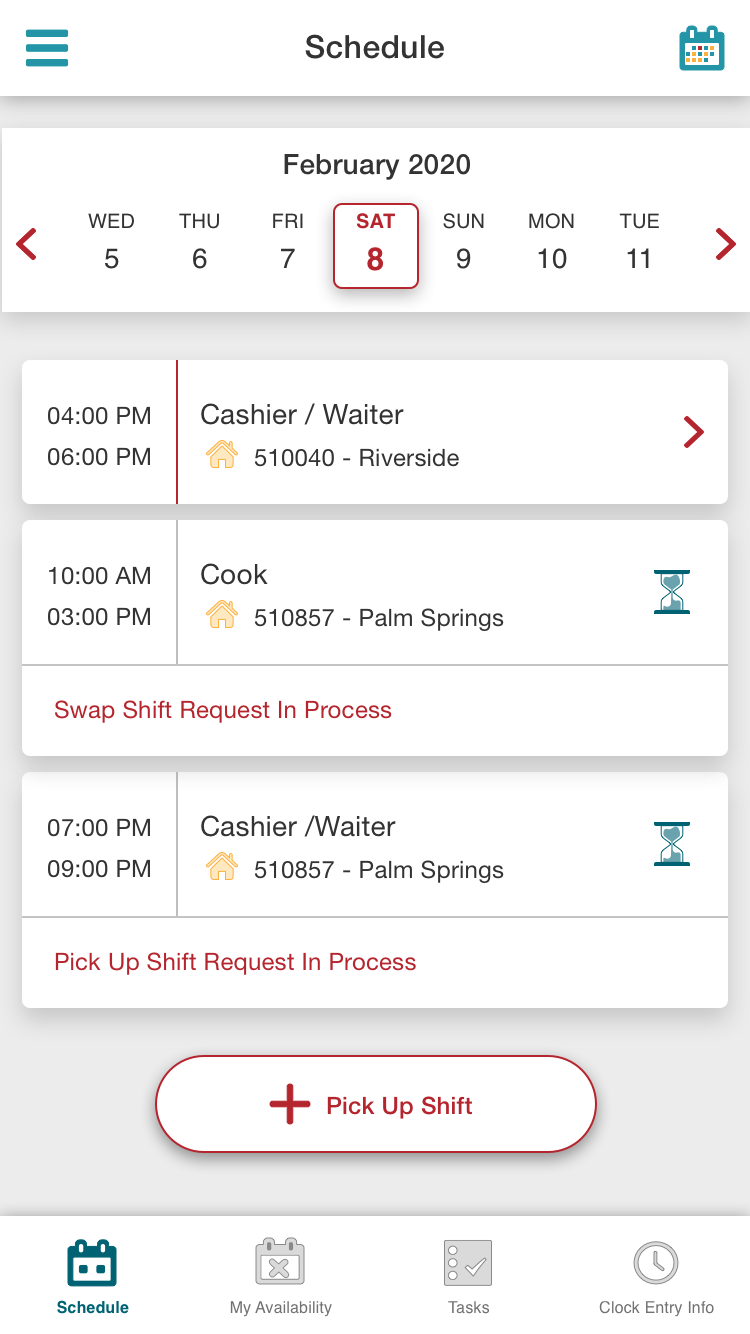 Schedule
February 2020
WED THU FRI SAT SUN MON TUE
5 6 7 8 9 10 11
04:00 PM
06:00 PM
Cashier / Waiter
510040 - Riverside
10:00 AM
03:00 PM
Cook
510857 - Palm Springs
Swap Shift Request In Process
07:00 PM
09:00 PM
Cashier /Waiter
510857 - Palm Springs
Pick Up Shift Request In Process
Pick Up Shift
Schedule
My Availability
Tasks
Clock Entry Info